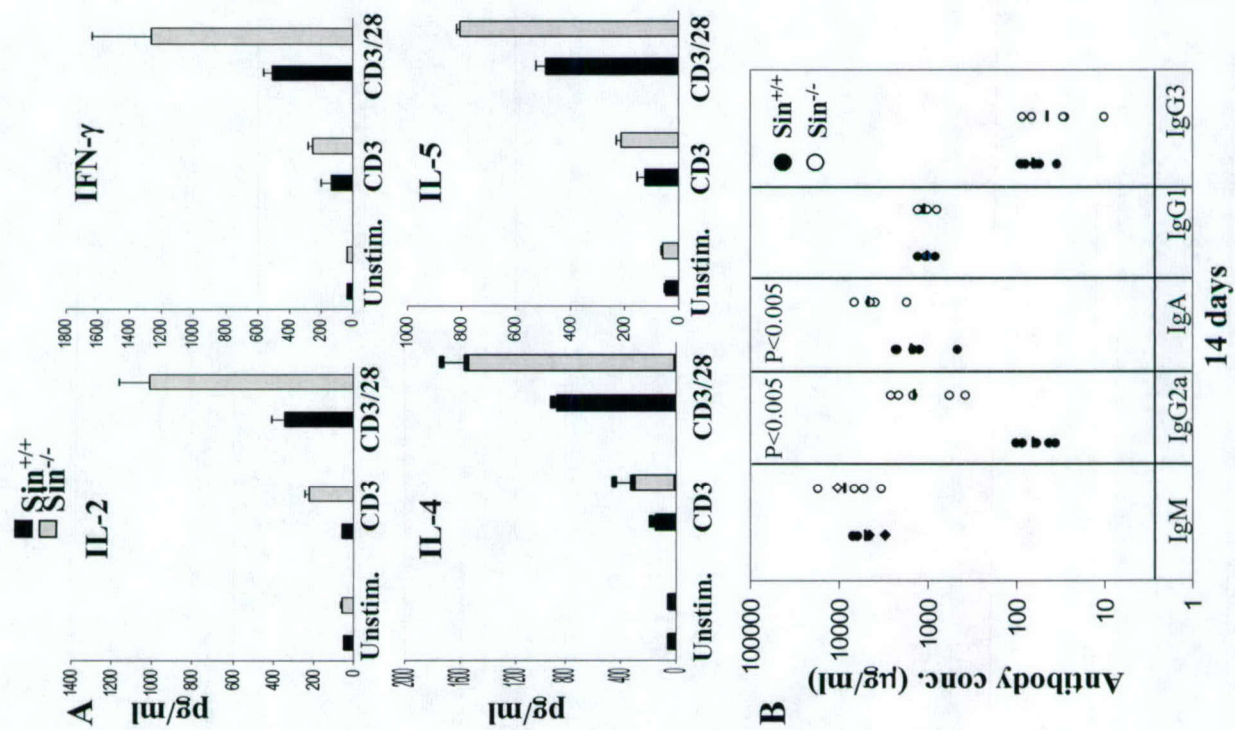 A
Sin+/+
Sin-/-
IL-2
pg/ml
1400
1200
1000
800
600
400
200
0
Unstim.
CD3
CD3/28
IFN-γ
1800
1600
1400
1200
1000
800
600
400
200
0
Unstim.
CD3
CD3/28
IL-4
pg/ml
2000
1600
1200
800
400
0
Unstim.
CD3
CD3/28
IL-5
1000
800
600
400
200
0
Unstim.
CD3
CD3/28
B
Antibody conc. (μg/ml)
100000
10000
1000
100
10
1
P<0.005
P<0.005
Sin+/+
Sin-/-
IgM
IgG2a
IgA
IgG1
IgG3
14 days